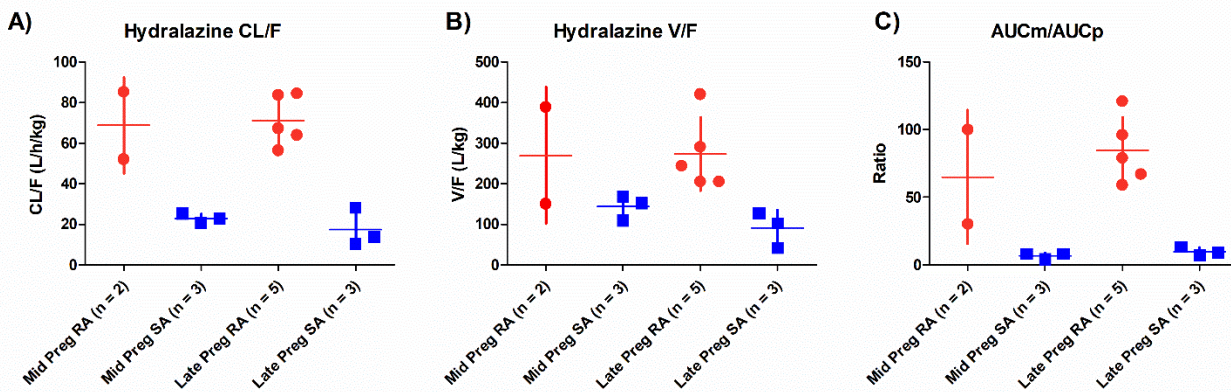 A)
Hydralazine CL/F
CL/F (L/h/kg)
100
80
60
40
20
0
Mid Preg RA (n = 2)
Mid Preg SA (n = 3)
Late Preg RA (n = 5)
Late Preg SA (n = 3)
B)
Hydralazine V/F
V/F (L/kg)
500
400
300
200
100
0
Mid Preg RA (n = 2)
Mid Preg SA (n = 3)
Late Preg RA (n = 5)
Late Preg SA (n = 3)
C)
AUCm/AUCp
Ratio
150
100
50
0
Mid Preg RA (n = 2)
Mid Preg SA (n = 3)
Late Preg RA (n = 5)
Late Preg SA (n = 3)